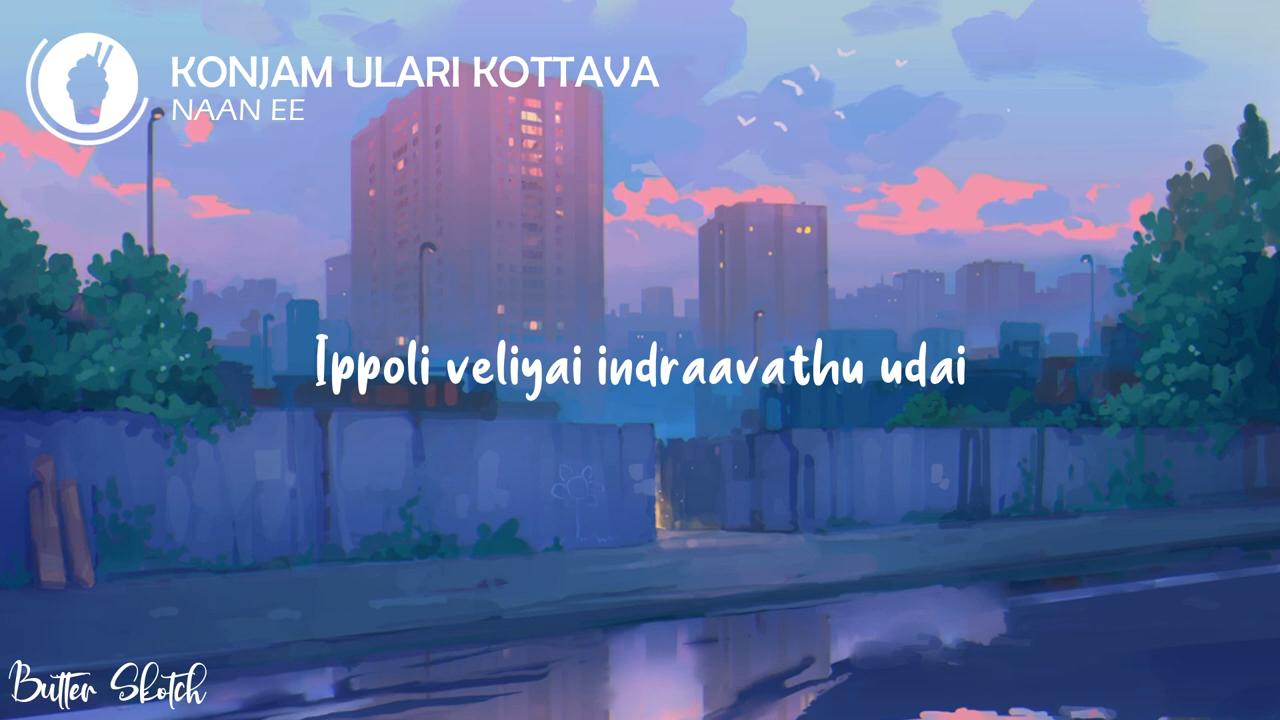 KONJAM ULARI KOTTAVA
NAAN EE
Ippoli veliyai indraavathu udai
Butter Skotch